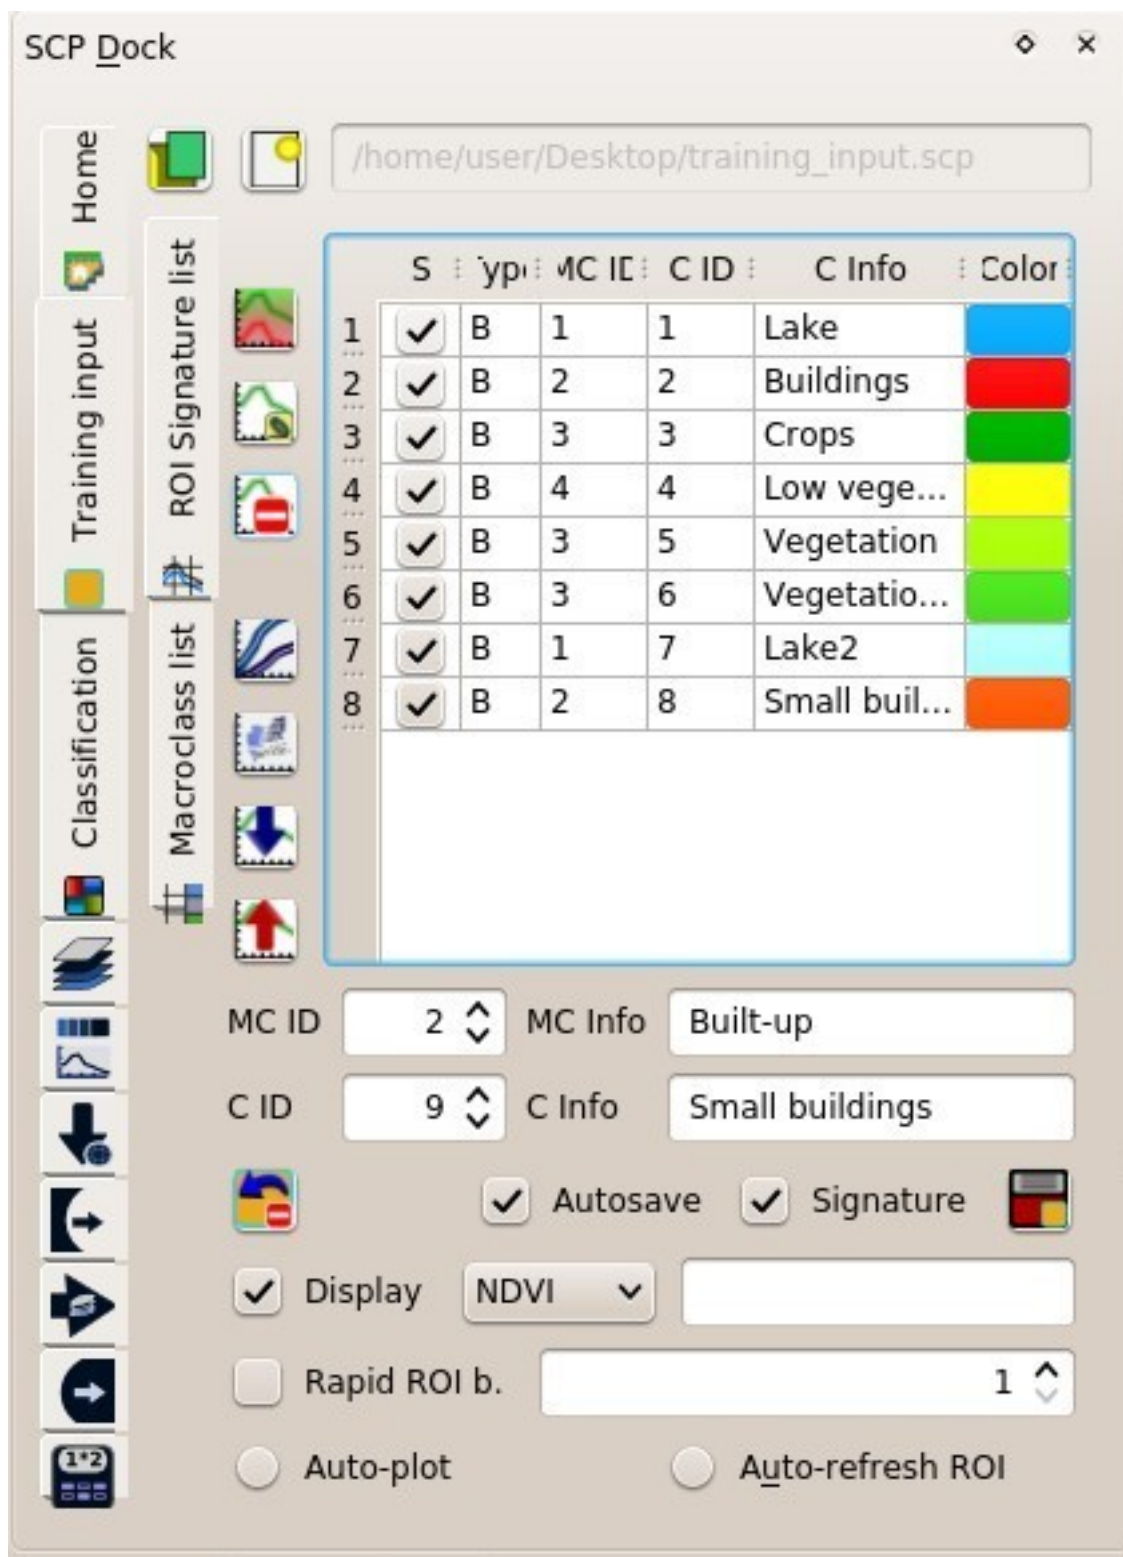 SCP Dock
Home
Training input
Classification
ROI Signature list
Macroclass list
/home/user/Desktop/training_input.scp
S ype MC ID C ID C Info Color
1 B 1 1 Lake
2 B 2 2 Buildings
3 B 3 3 Crops
4 B 4 4 Low vege...
5 B 3 5 Vegetation
6 B 3 6 Vegetatio...
7 B 1 7 Lake2
8 B 2 8 Small buil...
MC ID 2 MC Info Built-up
C ID 9 C Info Small buildings
Autosave Signature
Display NDVI
Rapid ROI b. 1
Auto-plot Auto-refresh ROI
1*2